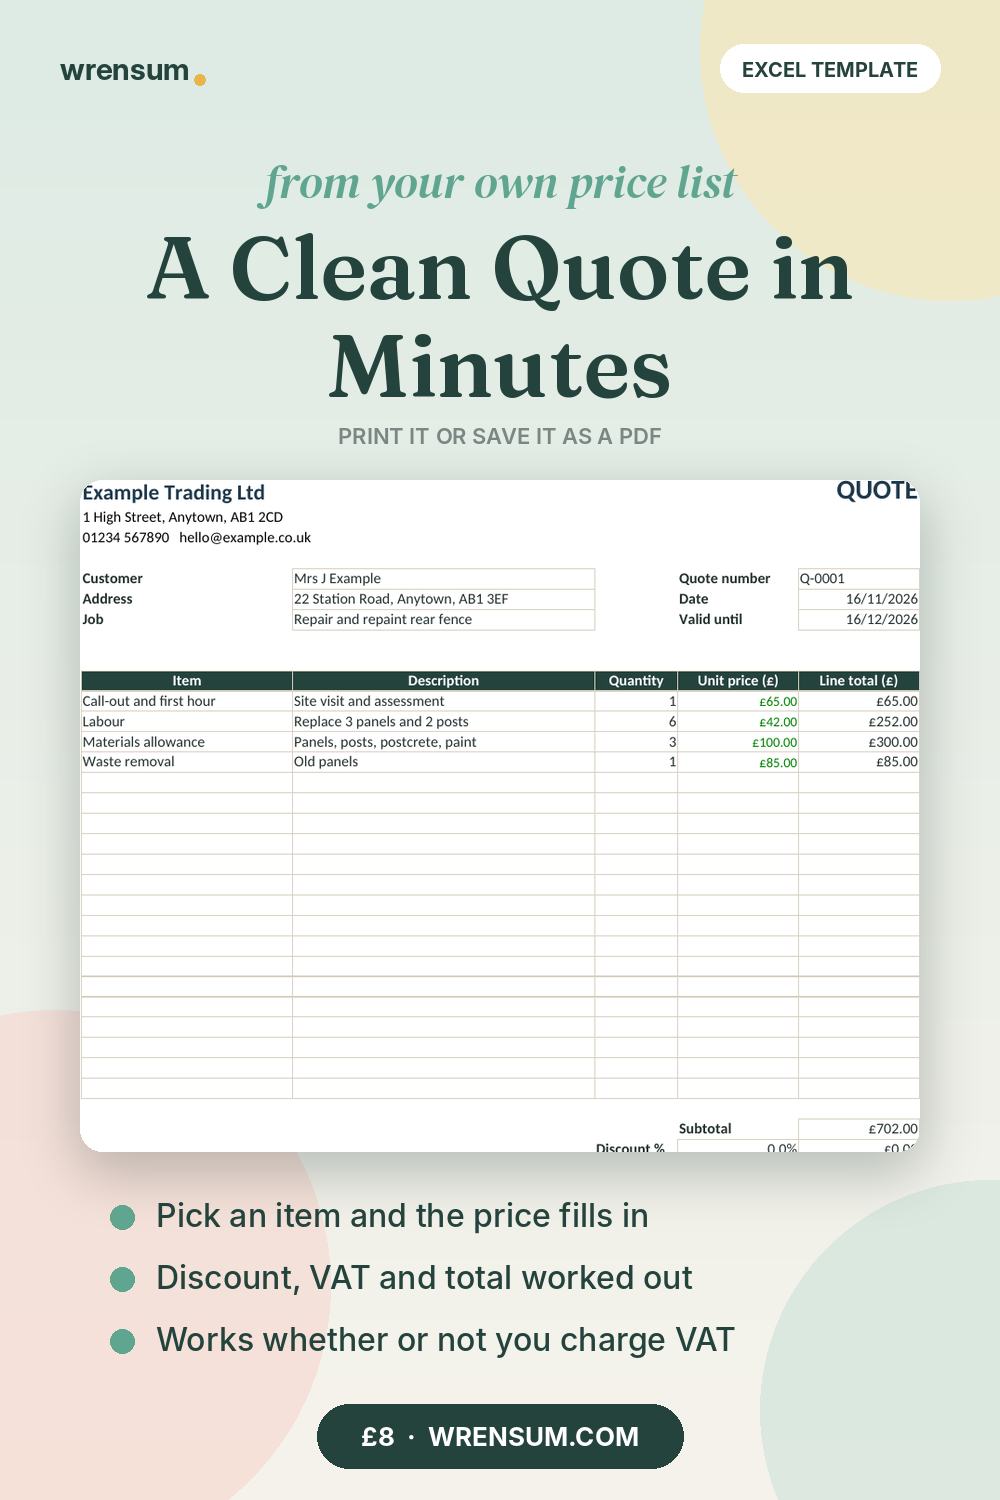 wrensum.
EXCEL TEMPLATE
from your own price list
A Clean Quote in
Minutes
PRINT IT OR SAVE IT AS A PDF
Example Trading Ltd QUOTE
1 High Street, Anytown, AB1 2CD
01234 567890 hello@example.co.uk
Customer Mrs J Example Quote number Q-0001
Address 22 Station Road, Anytown, AB1 3EF Date 16/11/2026
Job Repair and repaint rear fence Valid until 16/12/2026
Item Description Quantity Unit price (£) Line total (£)
Call-out and first hour Site visit and assessment 1 £65.00 £65.00
Labour Replace 3 panels and 2 posts 6 £42.00 £252.00
Materials allowance Panels, posts, postcrete, paint 3 £100.00 £300.00
Waste removal Old panels 1 £85.00 £85.00
Subtotal £702.00
Discount % 0.0% £0.00
Pick an item and the price fills in
Discount, VAT and total worked out
Works whether or not you charge VAT
£8 · WRENSUM.COM